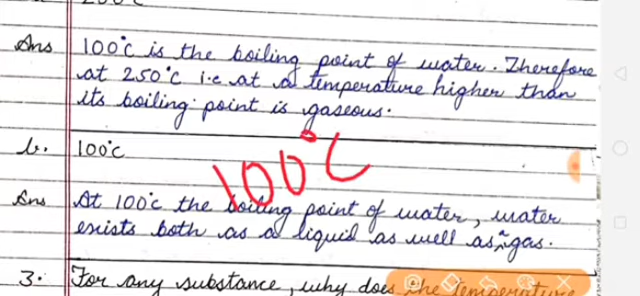 Ans 100°c is the boiling point of water. Therefore
at 250°c i.e at a temperature higher than
its boiling point is gaseous.
b. 100°c
100°C
Ans At 100°c the boiling point of water, water
exists both as a liquid as well as gas.
3. For any substance, why does the temperature